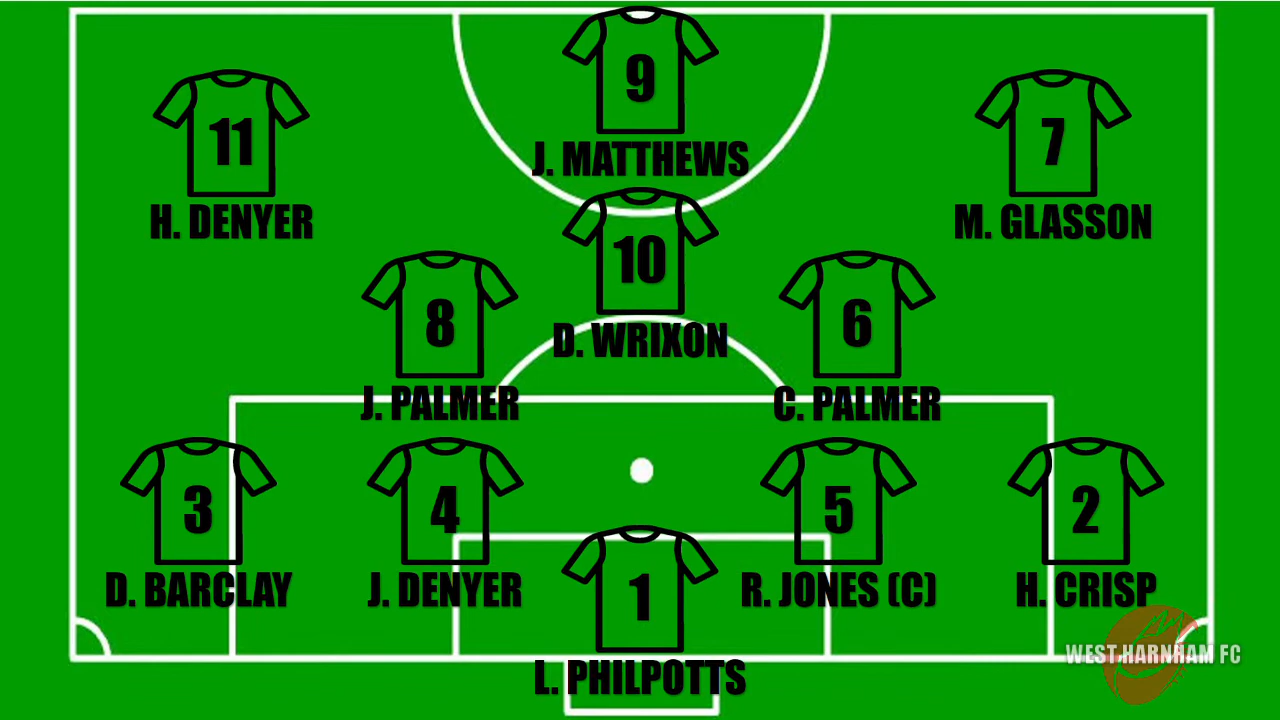 9
J. MATTHEWS
11
H. DENYER
7
M. GLASSON
10
D. WRIXON
8
J. PALMER
6
C. PALMER
3
D. BARCLAY
4
J. DENYER
5
R. JONES (C)
2
H. CRISP
1
L. PHILPOTTS
WEST HARNHAM FC